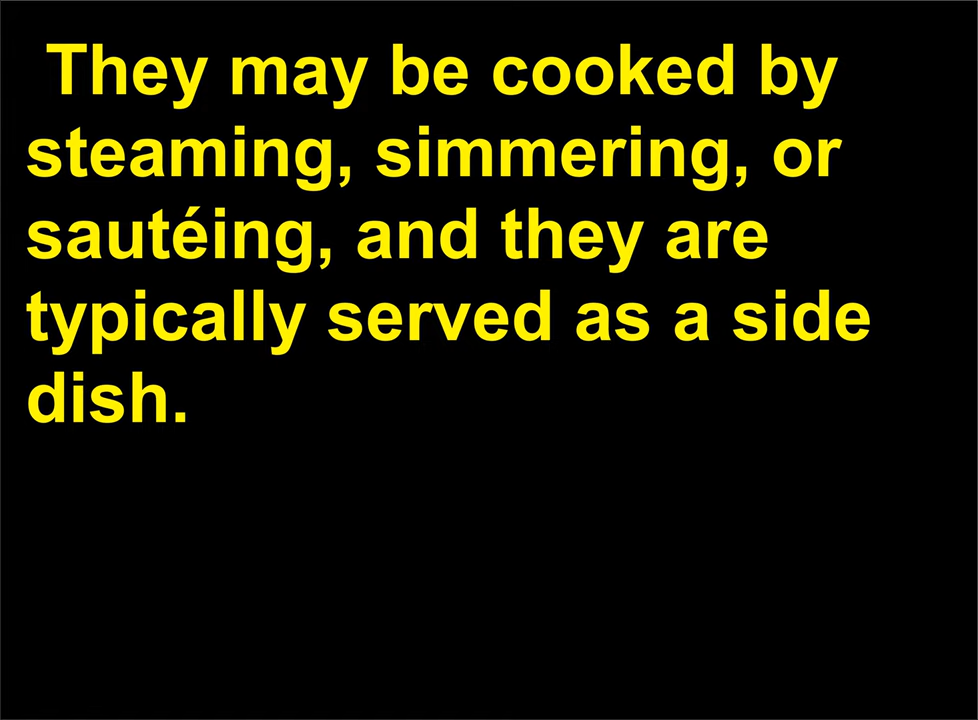 They may be cooked by
steaming, simmering, or
sautéing, and they are
typically served as a side
dish.